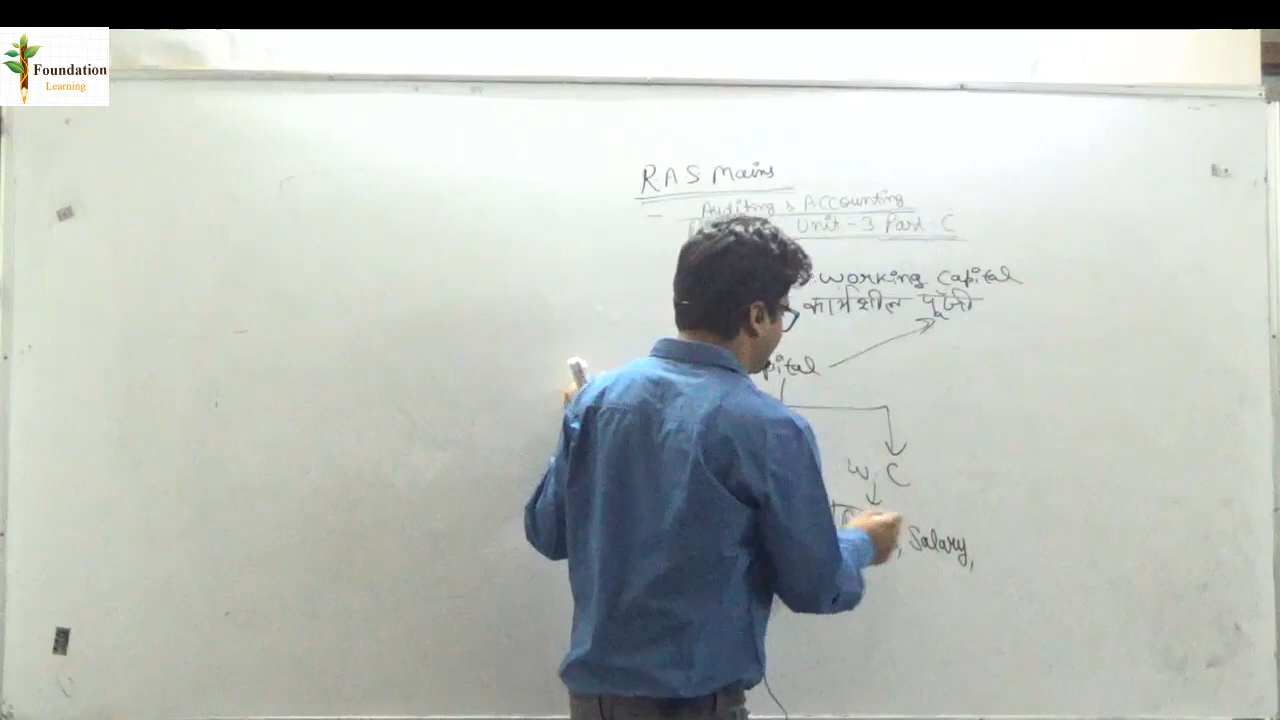 Foundation
Learning
RAS Mains
Auditing & Accounting
Unit-3 Part-C
Working Capital
कार्यशील पूँजी
pital
W.C
, Salary,